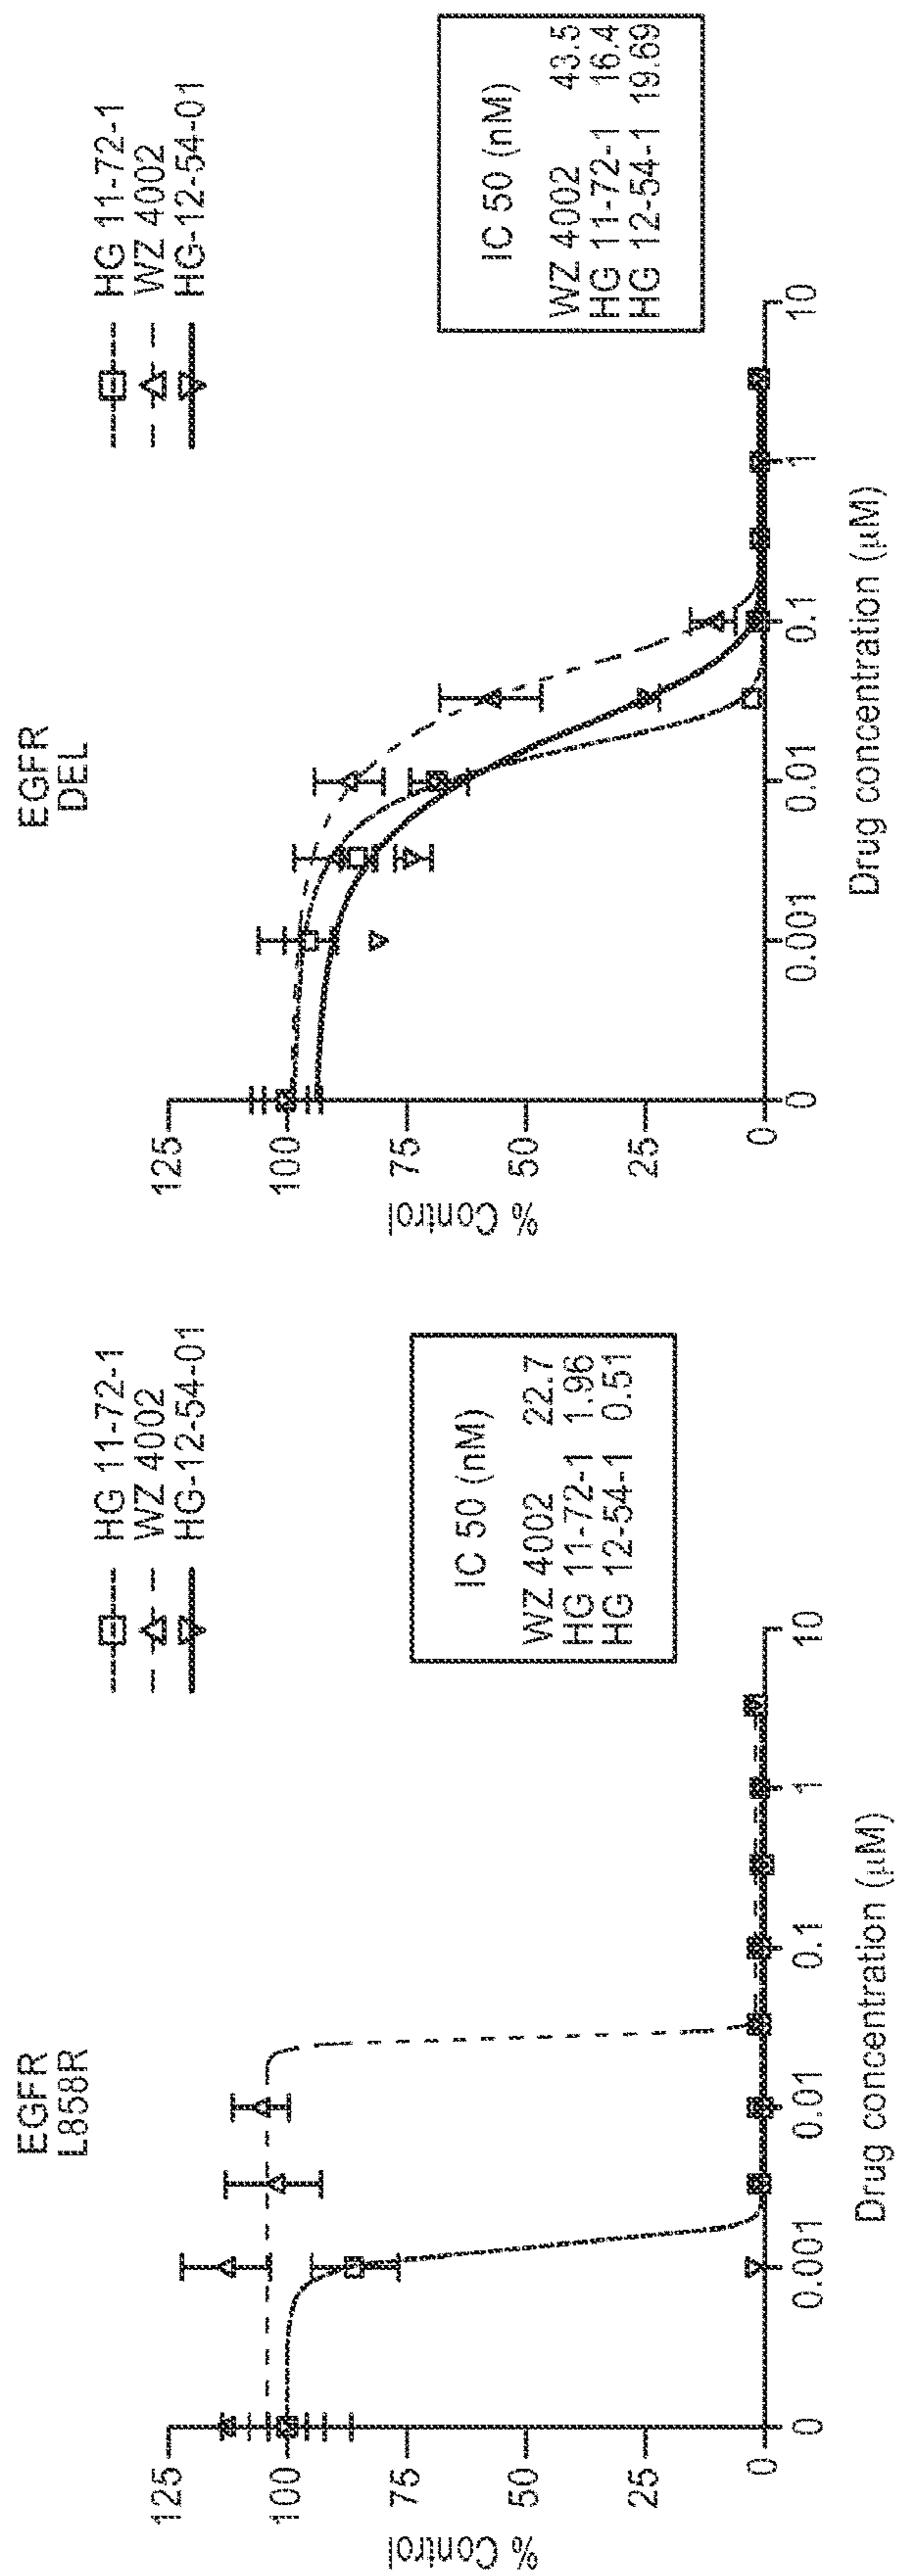 EGFR
L858R
HG 11-72-1
WZ 4002
HG-12-54-01
IC 50 (nM)
WZ 4002 22.7
HG 11-72-1 1.96
HG 12-54-1 0.51
% Control
125
100
75
50
25
0
0 0.001 0.01 0.1 1 10
Drug concentration (µM)
EGFR
DEL
HG 11-72-1
WZ 4002
HG-12-54-01
IC 50 (nM)
WZ 4002 43.5
HG 11-72-1 16.4
HG 12-54-1 19.69
% Control
125
100
75
50
25
0
0 0.001 0.01 0.1 1 10
Drug concentration (µM)